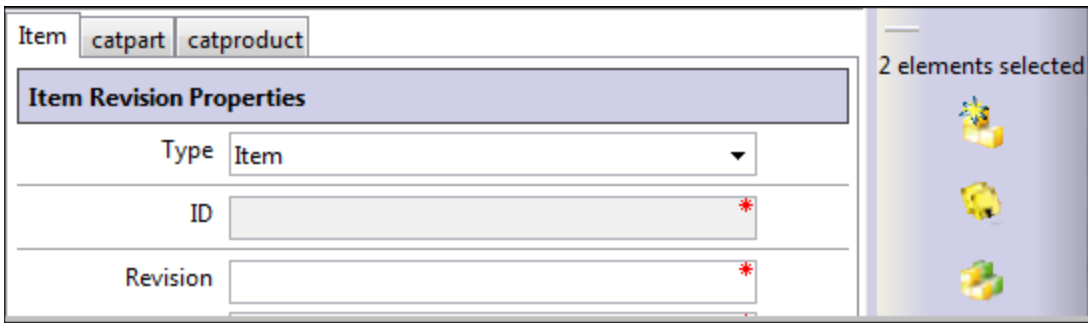 Item catpart catproduct
2 elements selected
Item Revision Properties
Type Item
ID *
Revision *